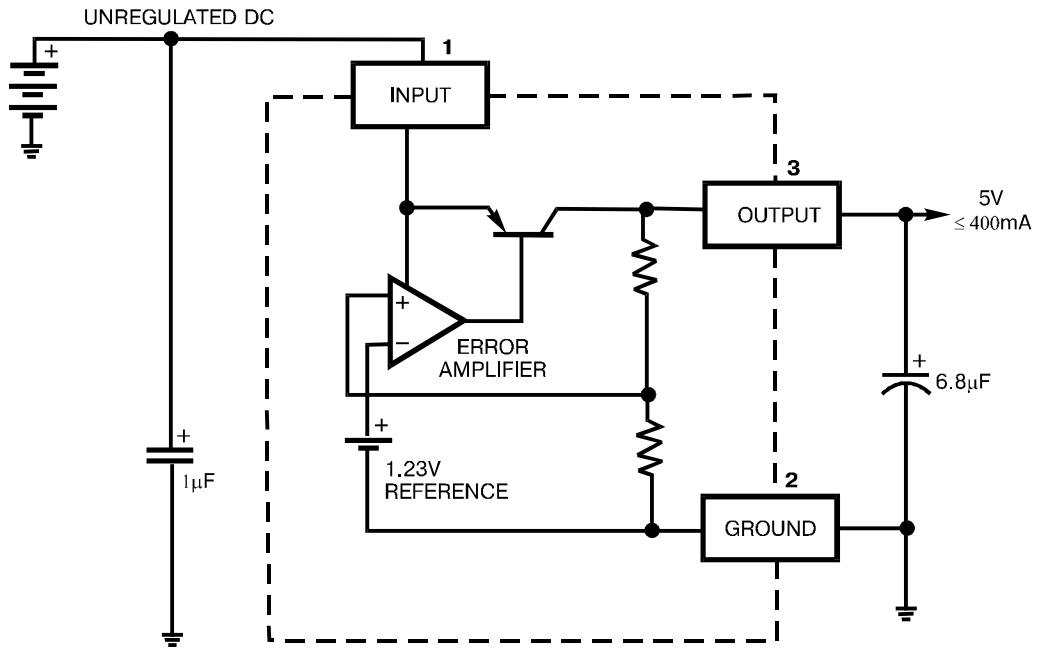 UNREGULATED DC
+
1
INPUT
3
OUTPUT
5V
≤ 400mA
+
−
ERROR
AMPLIFIER
+
6.8µF
+
1.23V
REFERENCE
+
1µF
2
GROUND